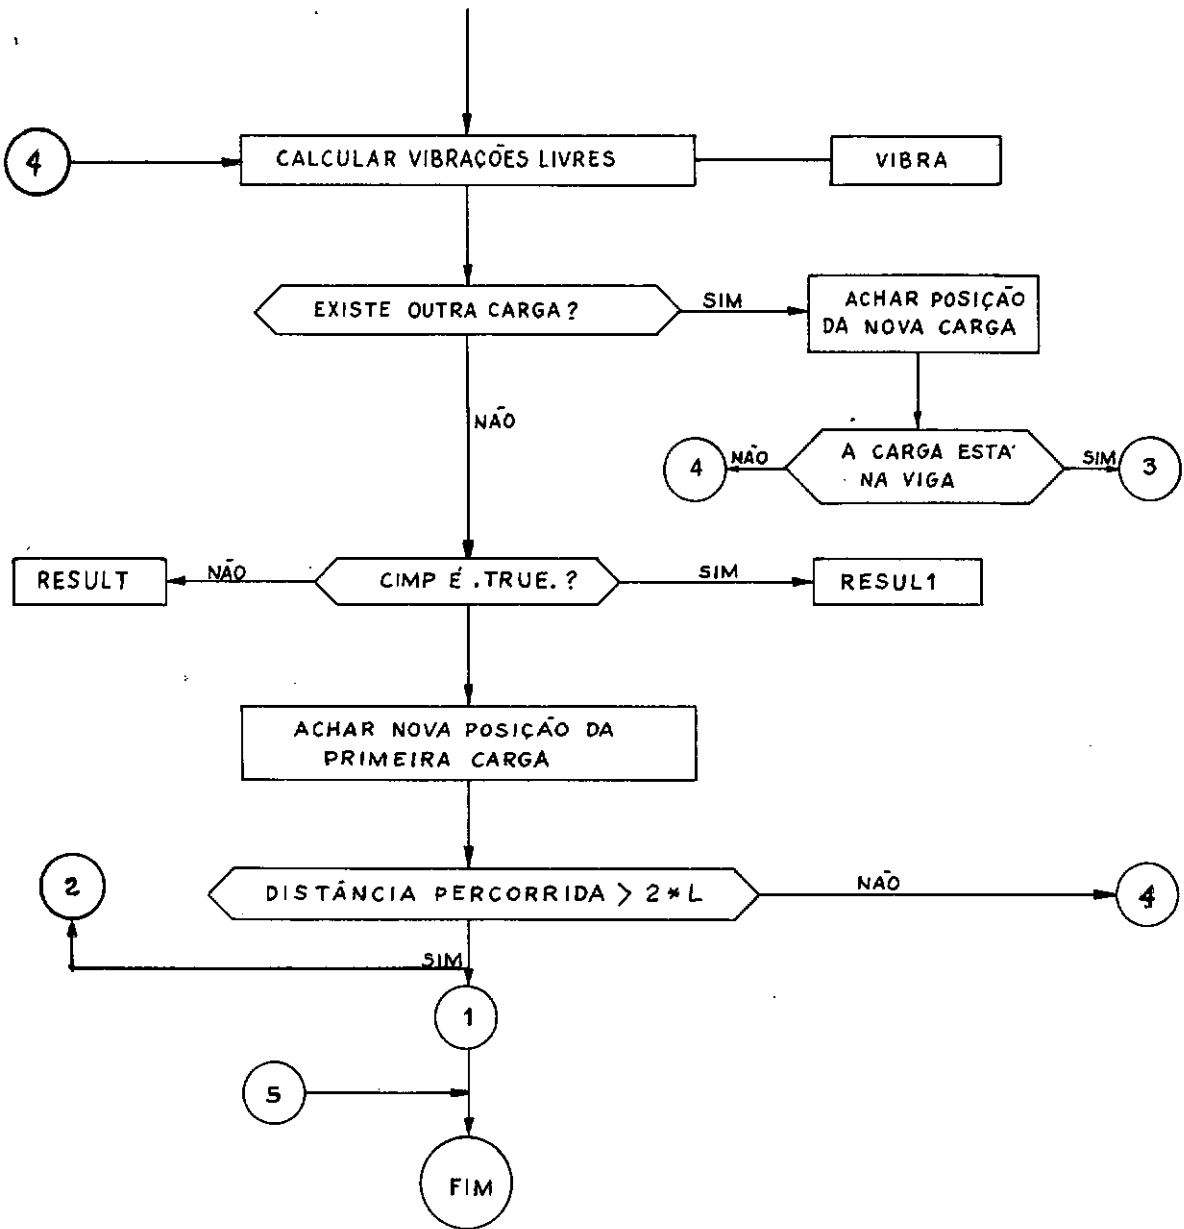 4
CALCULAR VIBRAÇÕES LIVRES
VIBRA
EXISTE OUTRA CARGA?
SIM
ACHAR POSIÇÃO
DA NOVA CARGA
NÃO
4
NÃO
A CARGA ESTÁ
NA VIGA
SIM
3
RESULT
NÃO
CIMP É .TRUE.?
SIM
RESUL1
ACHAR NOVA POSIÇÃO DA
PRIMEIRA CARGA
2
DISTÂNCIA PERCORRIDA > 2*L
NÃO
4
SIM
1
5
FIM